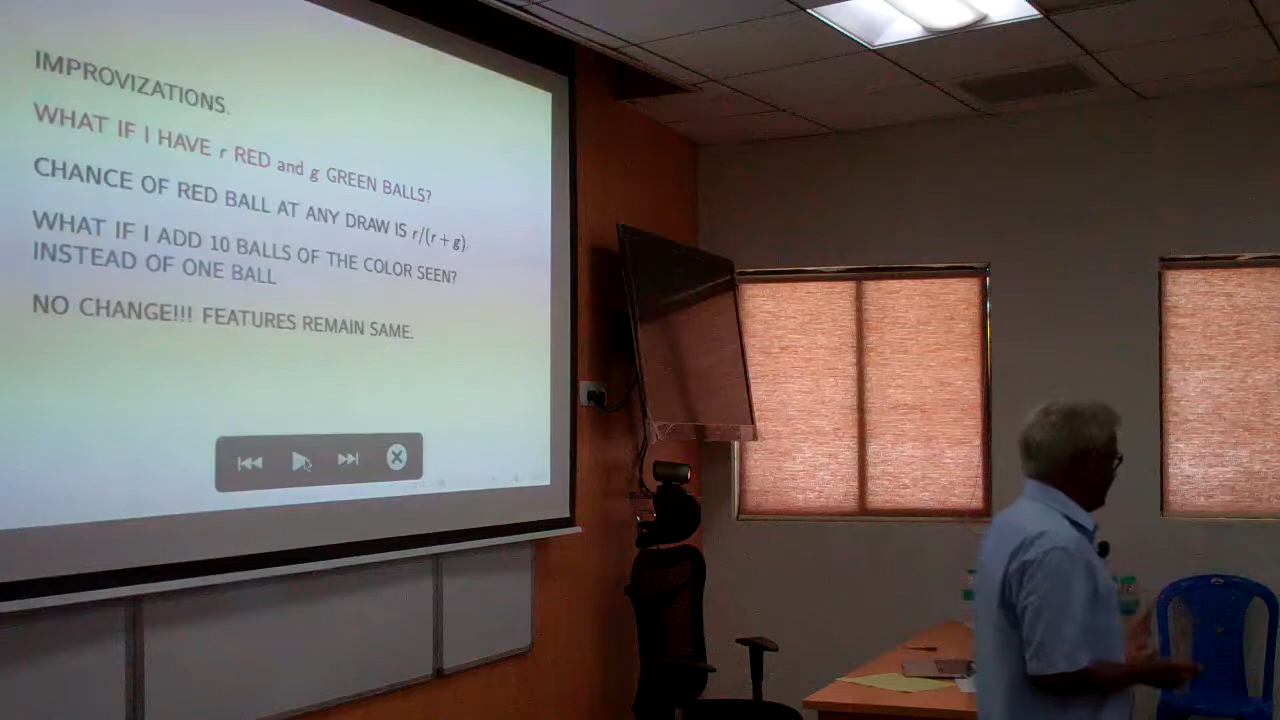 IMPROVIZATIONS.
WHAT IF I HAVE r RED and g GREEN BALLS?
CHANCE OF RED BALL AT ANY DRAW IS r/(r + g).
WHAT IF I ADD 10 BALLS OF THE COLOR SEEN?
INSTEAD OF ONE BALL
NO CHANGE!!! FEATURES REMAIN SAME.